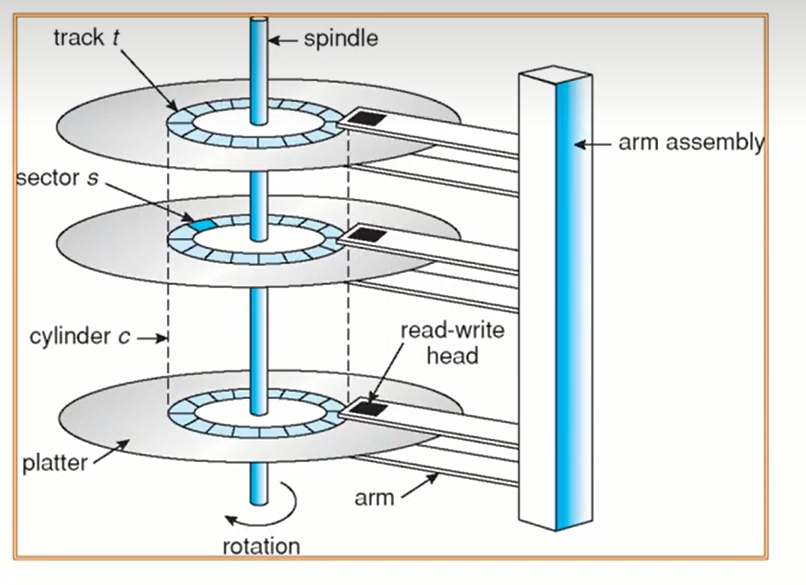 track t
spindle
arm assembly
sector s
cylinder c
read-write
head
platter
arm
rotation